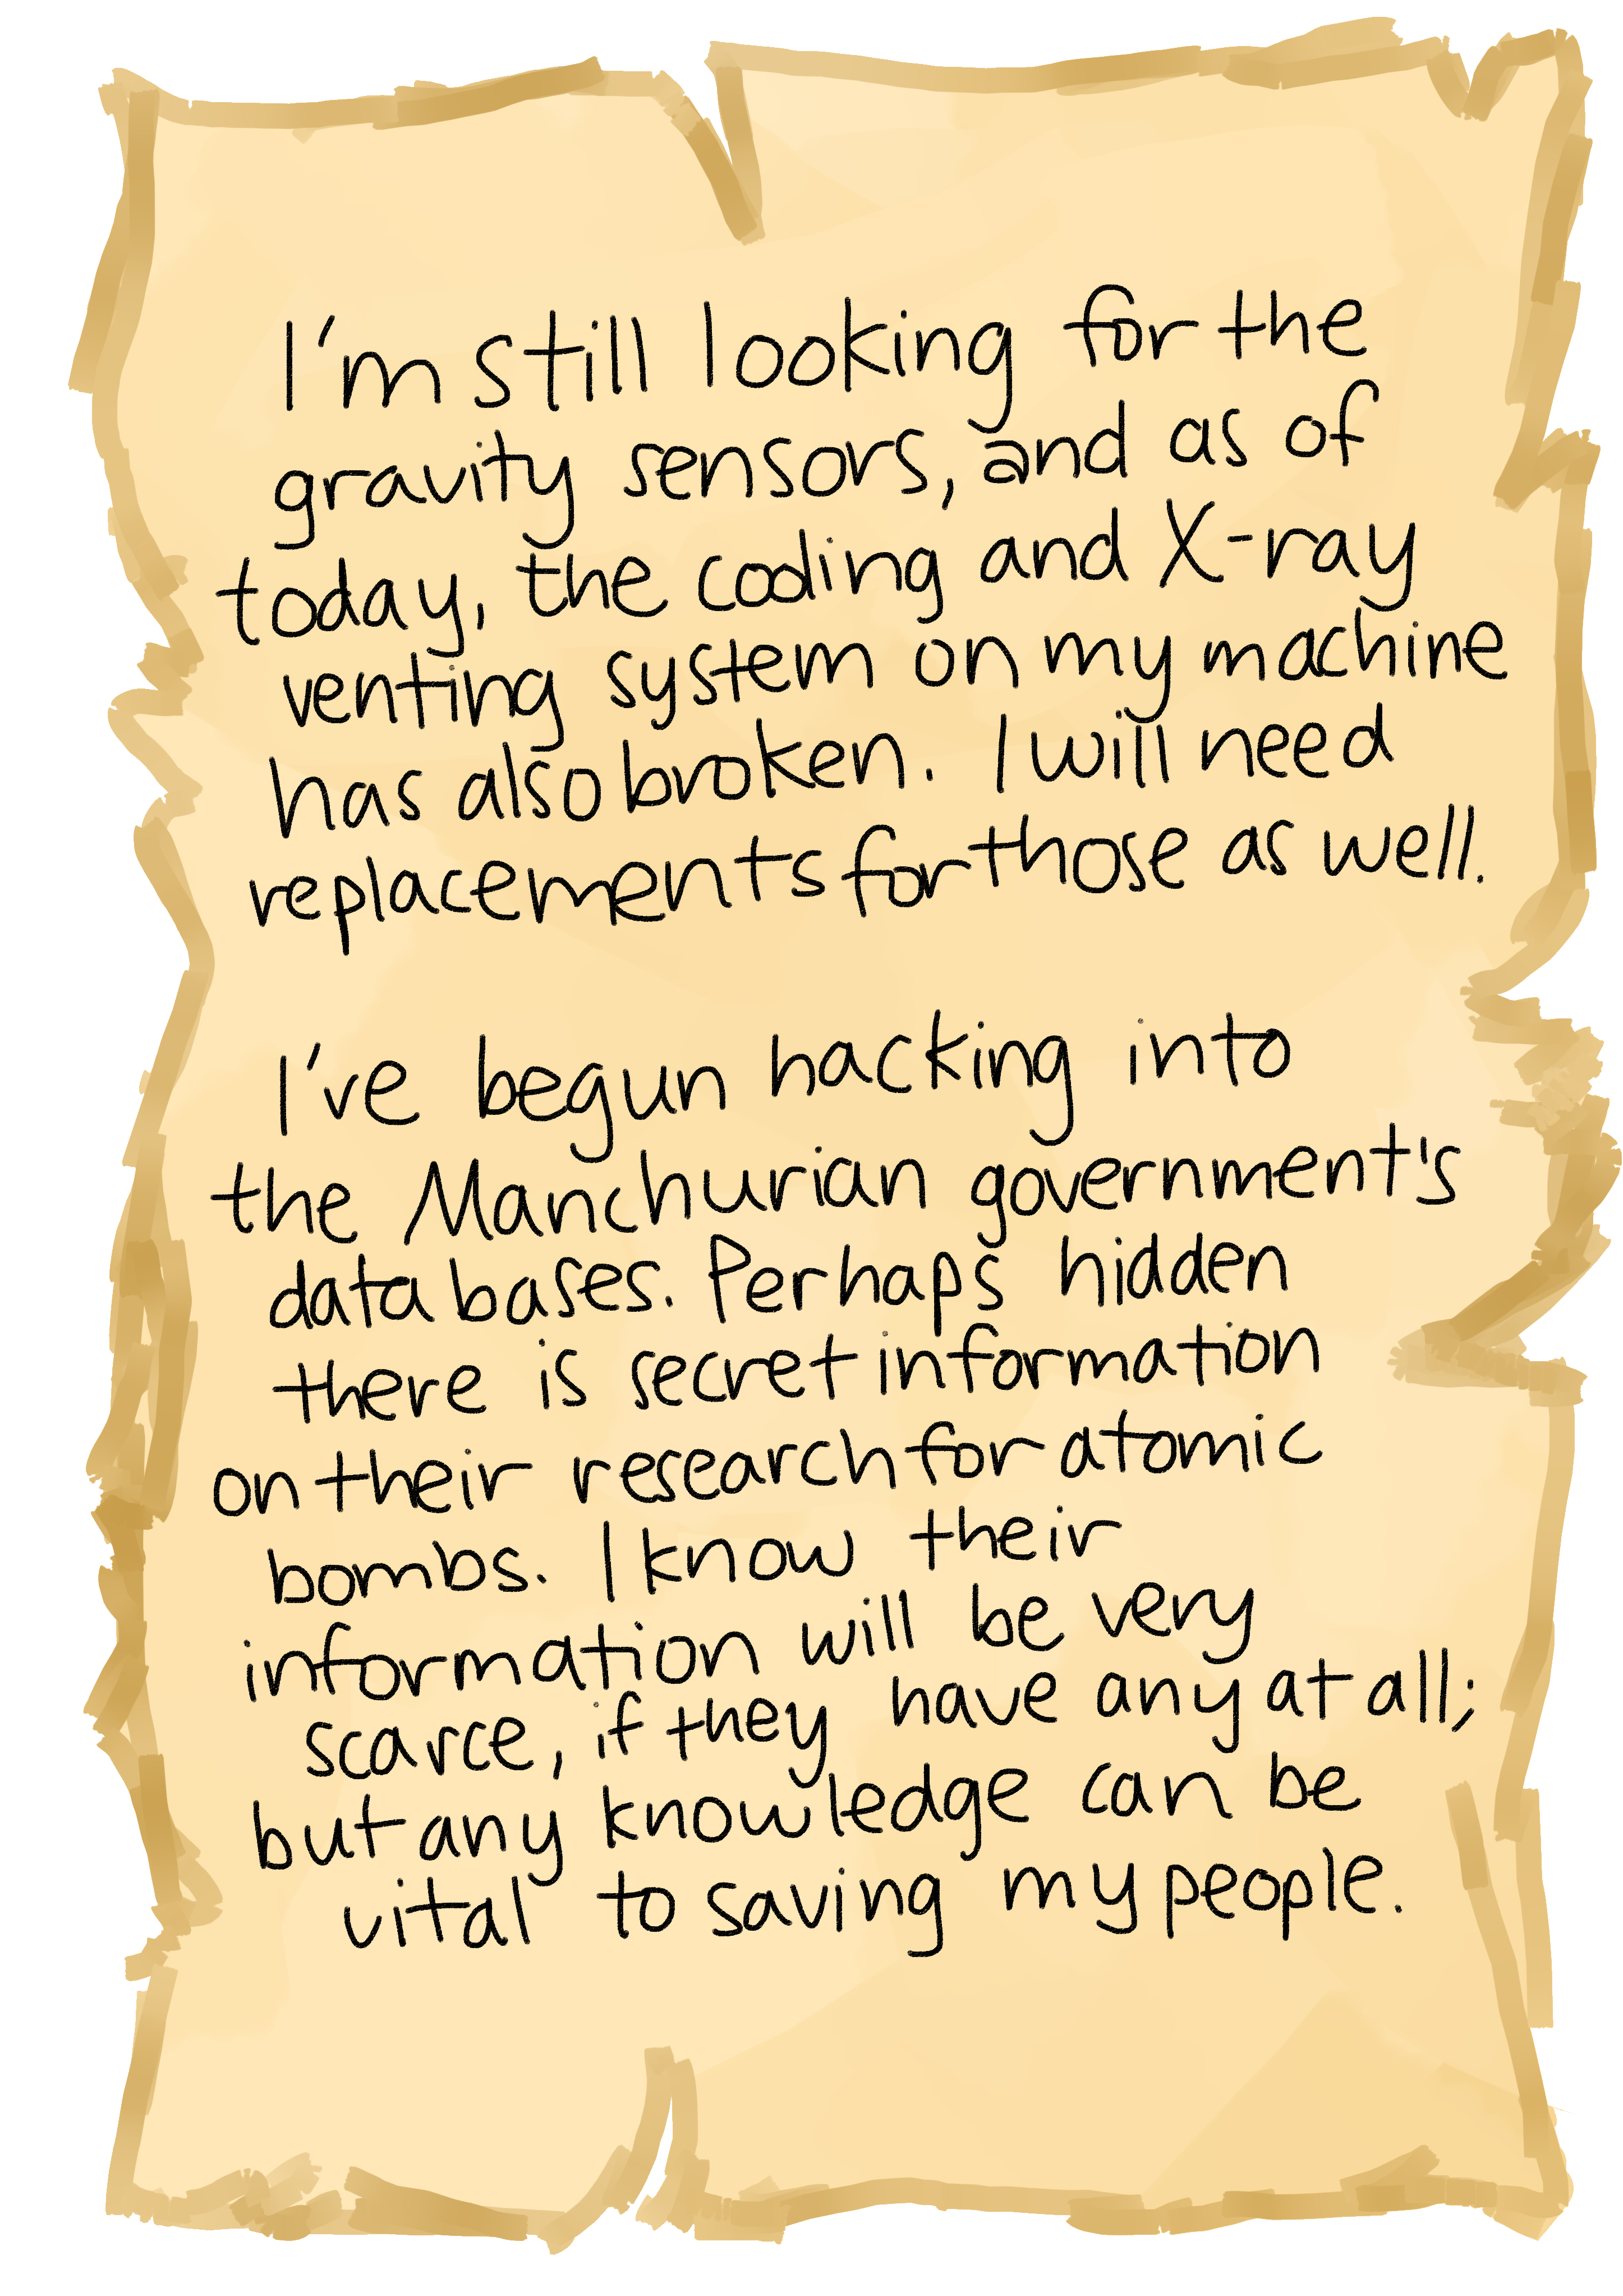 I'm still looking for the
gravity sensors, and as of
today, the coding and X-ray
venting system on my machine
has also broken. I will need
replacements for those as well.
I've begun hacking into
the Manchurian government's
databases. Perhaps hidden
there is secret information
on their research for atomic
bombs. I know their
information will be very
scarce, if they have any at all;
but any knowledge can be
vital to saving my people.